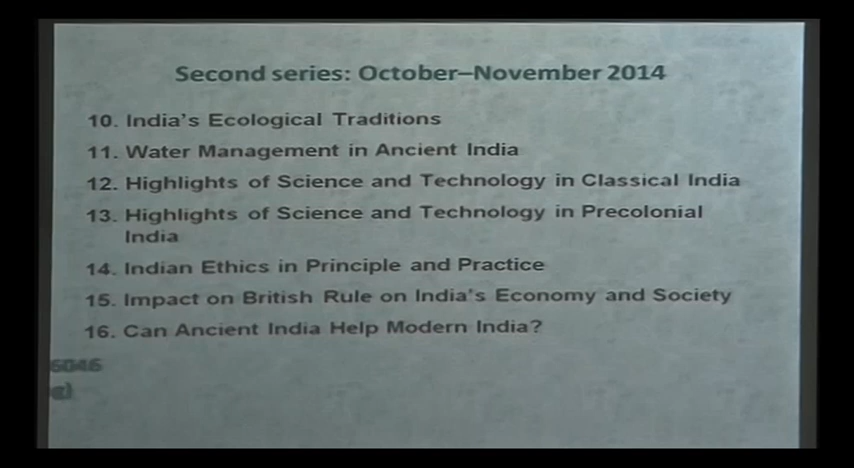 Second series: October–November 2014
10. India's Ecological Traditions
11. Water Management in Ancient India
12. Highlights of Science and Technology in Classical India
13. Highlights of Science and Technology in Precolonial
India
14. Indian Ethics in Principle and Practice
15. Impact on British Rule on India's Economy and Society
16. Can Ancient India Help Modern India?
6046